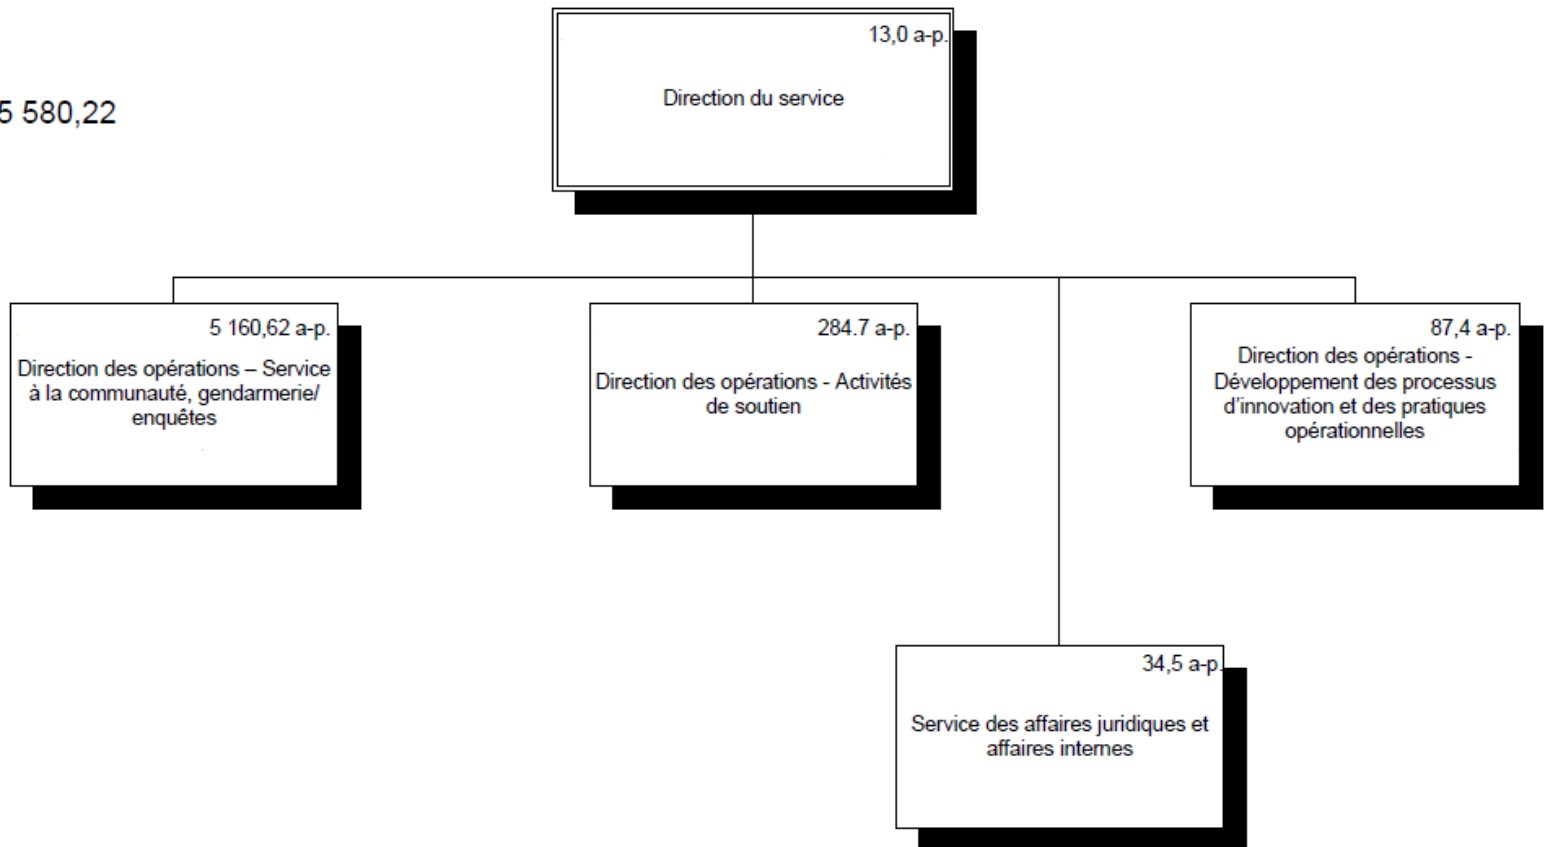 13,0 a-p.
Direction du service
5 580,22
5 160,62 a-p.
Direction des opérations – Service
à la communauté, gendarmerie/
enquêtes
284.7 a-p.
Direction des opérations - Activités
de soutien
87,4 a-p.
Direction des opérations -
Développement des processus
d'innovation et des pratiques
opérationnelles
34,5 a-p.
Service des affaires juridiques et
affaires internes